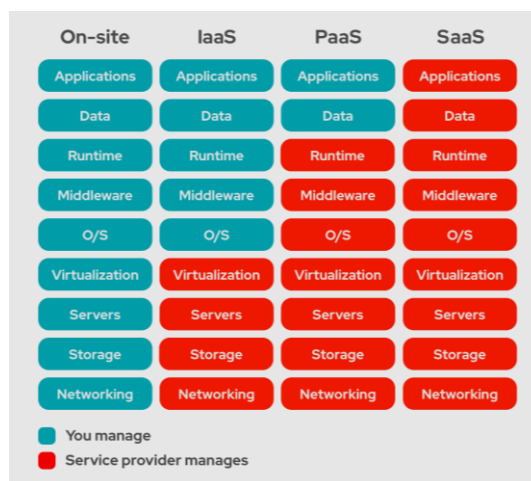 On-site IaaS PaaS SaaS
Applications Applications Applications Applications
Data Data Data Data
Runtime Runtime Runtime Runtime
Middleware Middleware Middleware Middleware
O/S O/S O/S O/S
Virtualization Virtualization Virtualization Virtualization
Servers Servers Servers Servers
Storage Storage Storage Storage
Networking Networking Networking Networking
You manage
Service provider manages